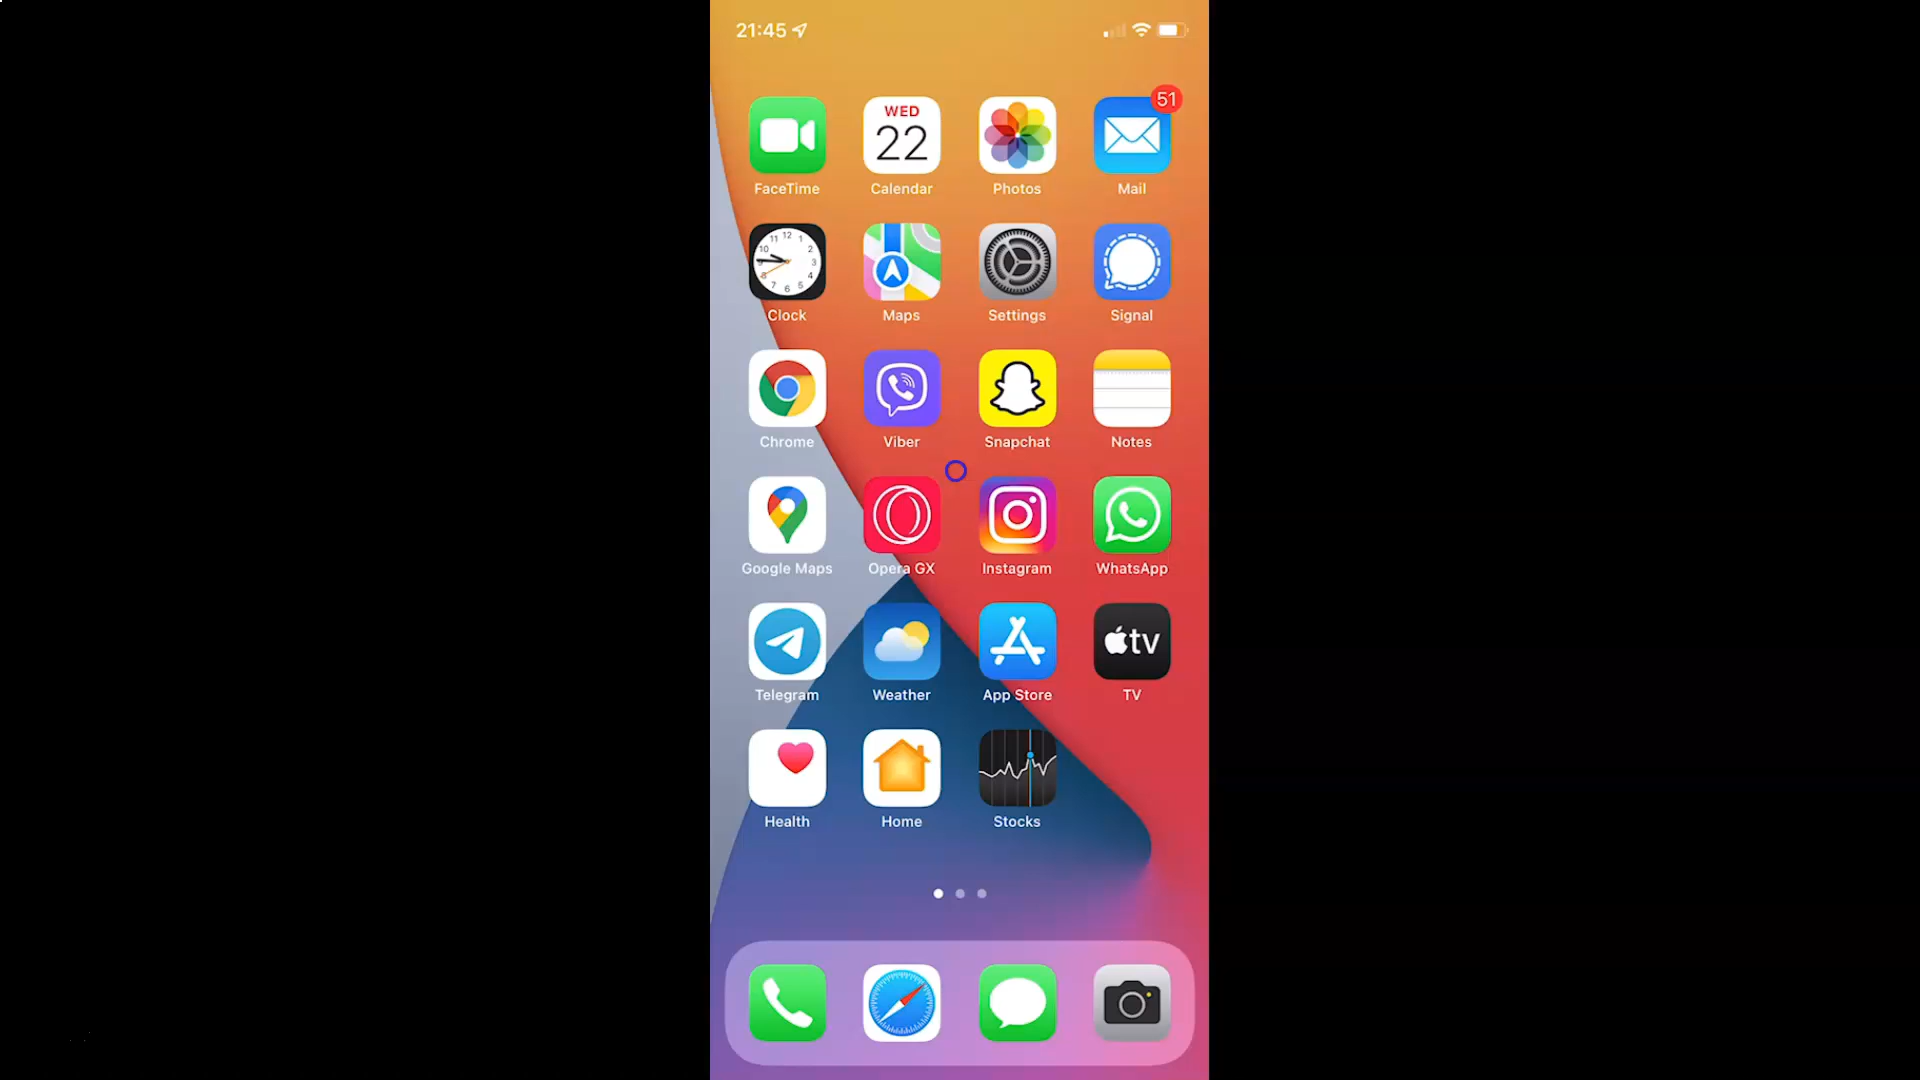 21:45
51
WED
22
FaceTime Calendar Photos Mail
Clock Maps Settings Signal
Chrome Viber Snapchat Notes
Google Maps Opera GX Instagram WhatsApp
tv
Telegram Weather App Store TV
Health Home Stocks